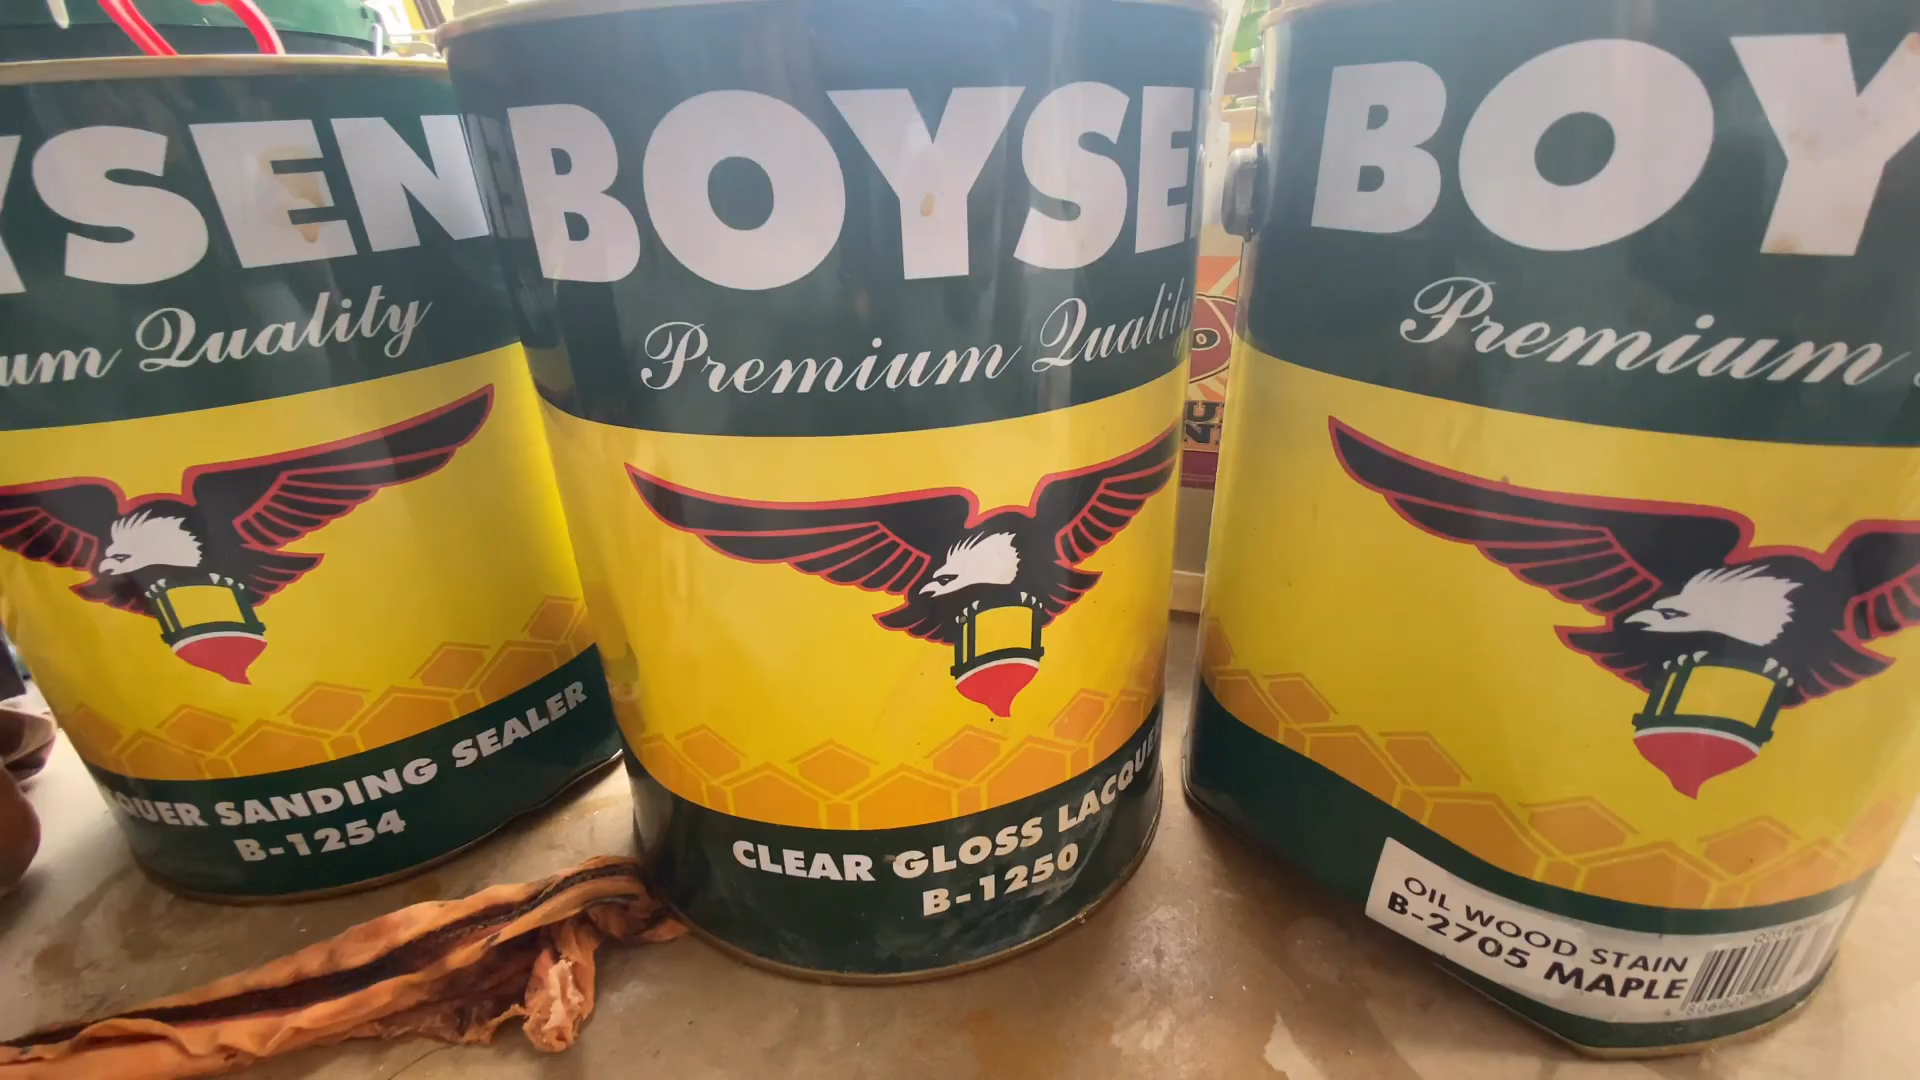 YSEN
um Quality
QUER SANDING SEALER
B-1254
BOYSE
Premium Quality
CLEAR GLOSS LACQUE
B-1250
BOY
Premium
OIL WOOD STAIN
B-2705 MAPLE